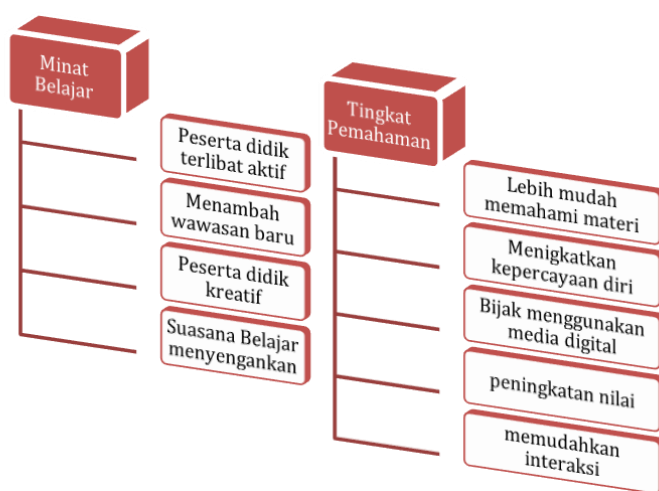 Minat
Belajar
Peserta didik
terlibat aktif
Menambah
wawasan baru
Peserta didik
kreatif
Suasana Belajar
menyengankan
Tingkat
Pemahaman
Lebih mudah
memahami materi
Menigkatkan
kepercayaan diri
Bijak menggunakan
media digital
peningkatan nilai
memudahkan
interaksi